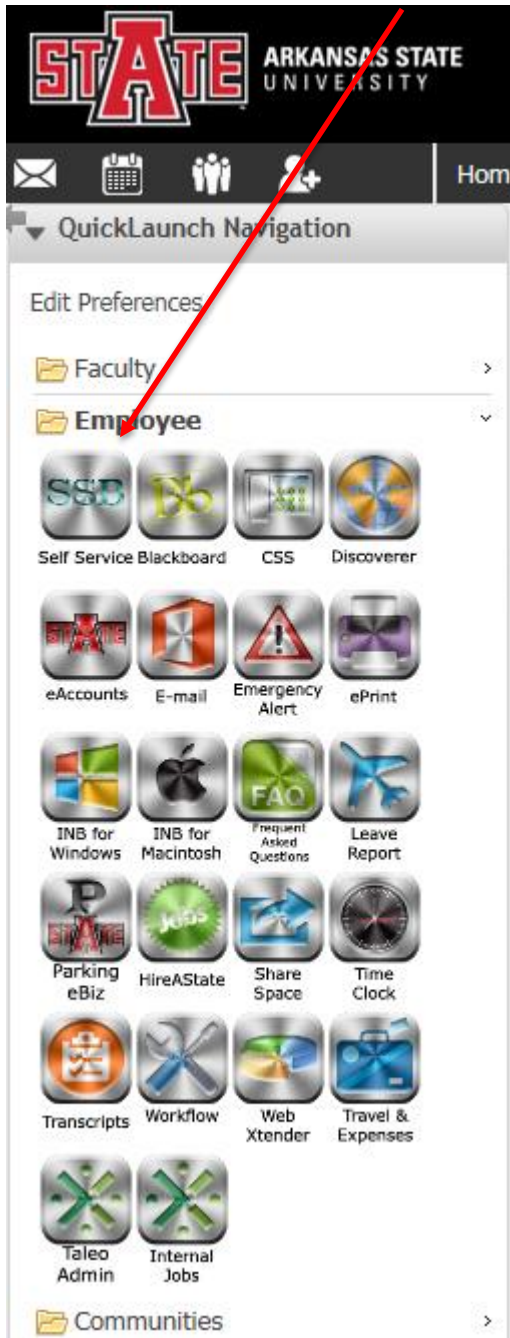 STATE
ARKANSAS STATE
UNIVERSITY
Hom
QuickLaunch Navigation
Edit Preferences
Faculty
Employee
SSB Bb
Self Service Blackboard CSS Discoverer
STATE
eAccounts E-mail Emergency Alert ePrint
FAQ
INB for Windows INB for Macintosh Frequent Asked Questions Leave Report
P STATE Jobs
Parking eBiz HireAState Share Space Time Clock
Transcripts Workflow Web Xtender Travel & Expenses
Taleo Admin Internal Jobs
Communities